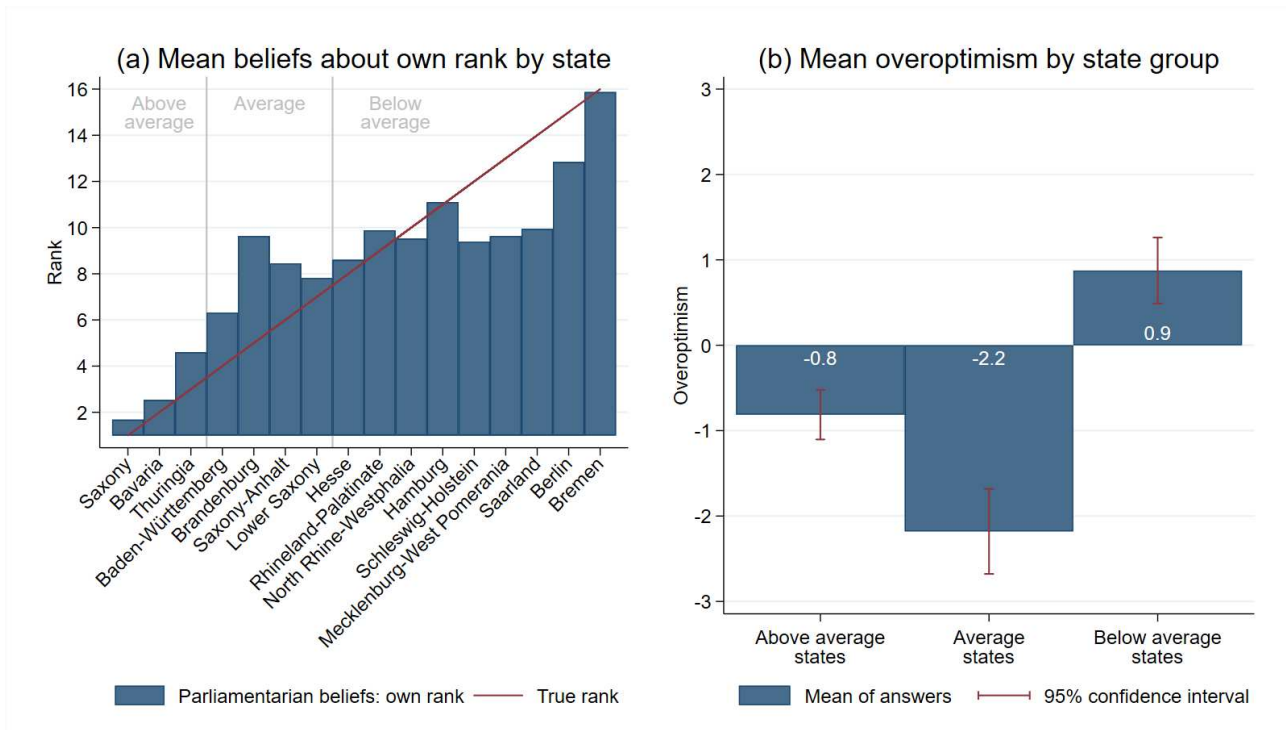 (a) Mean beliefs about own rank by state
Above
average
Average
Below
average
16
14
12
10
8
6
4
2
Rank
Saxony
Bavaria
Thuringia
Baden-Württemberg
Brandenburg
Saxony-Anhalt
Lower Saxony
Hesse
Rhineland-Palatinate
North Rhine-Westphalia
Hamburg
Schleswig-Holstein
Mecklenburg-West Pomerania
Saarland
Berlin
Bremen
Parliamentarian beliefs: own rank
True rank
(b) Mean overoptimism by state group
3
2
1
0
-1
-2
-3
Overoptimism
-0.8
-2.2
0.9
Above average
states
Average
states
Below average
states
Mean of answers
95% confidence interval